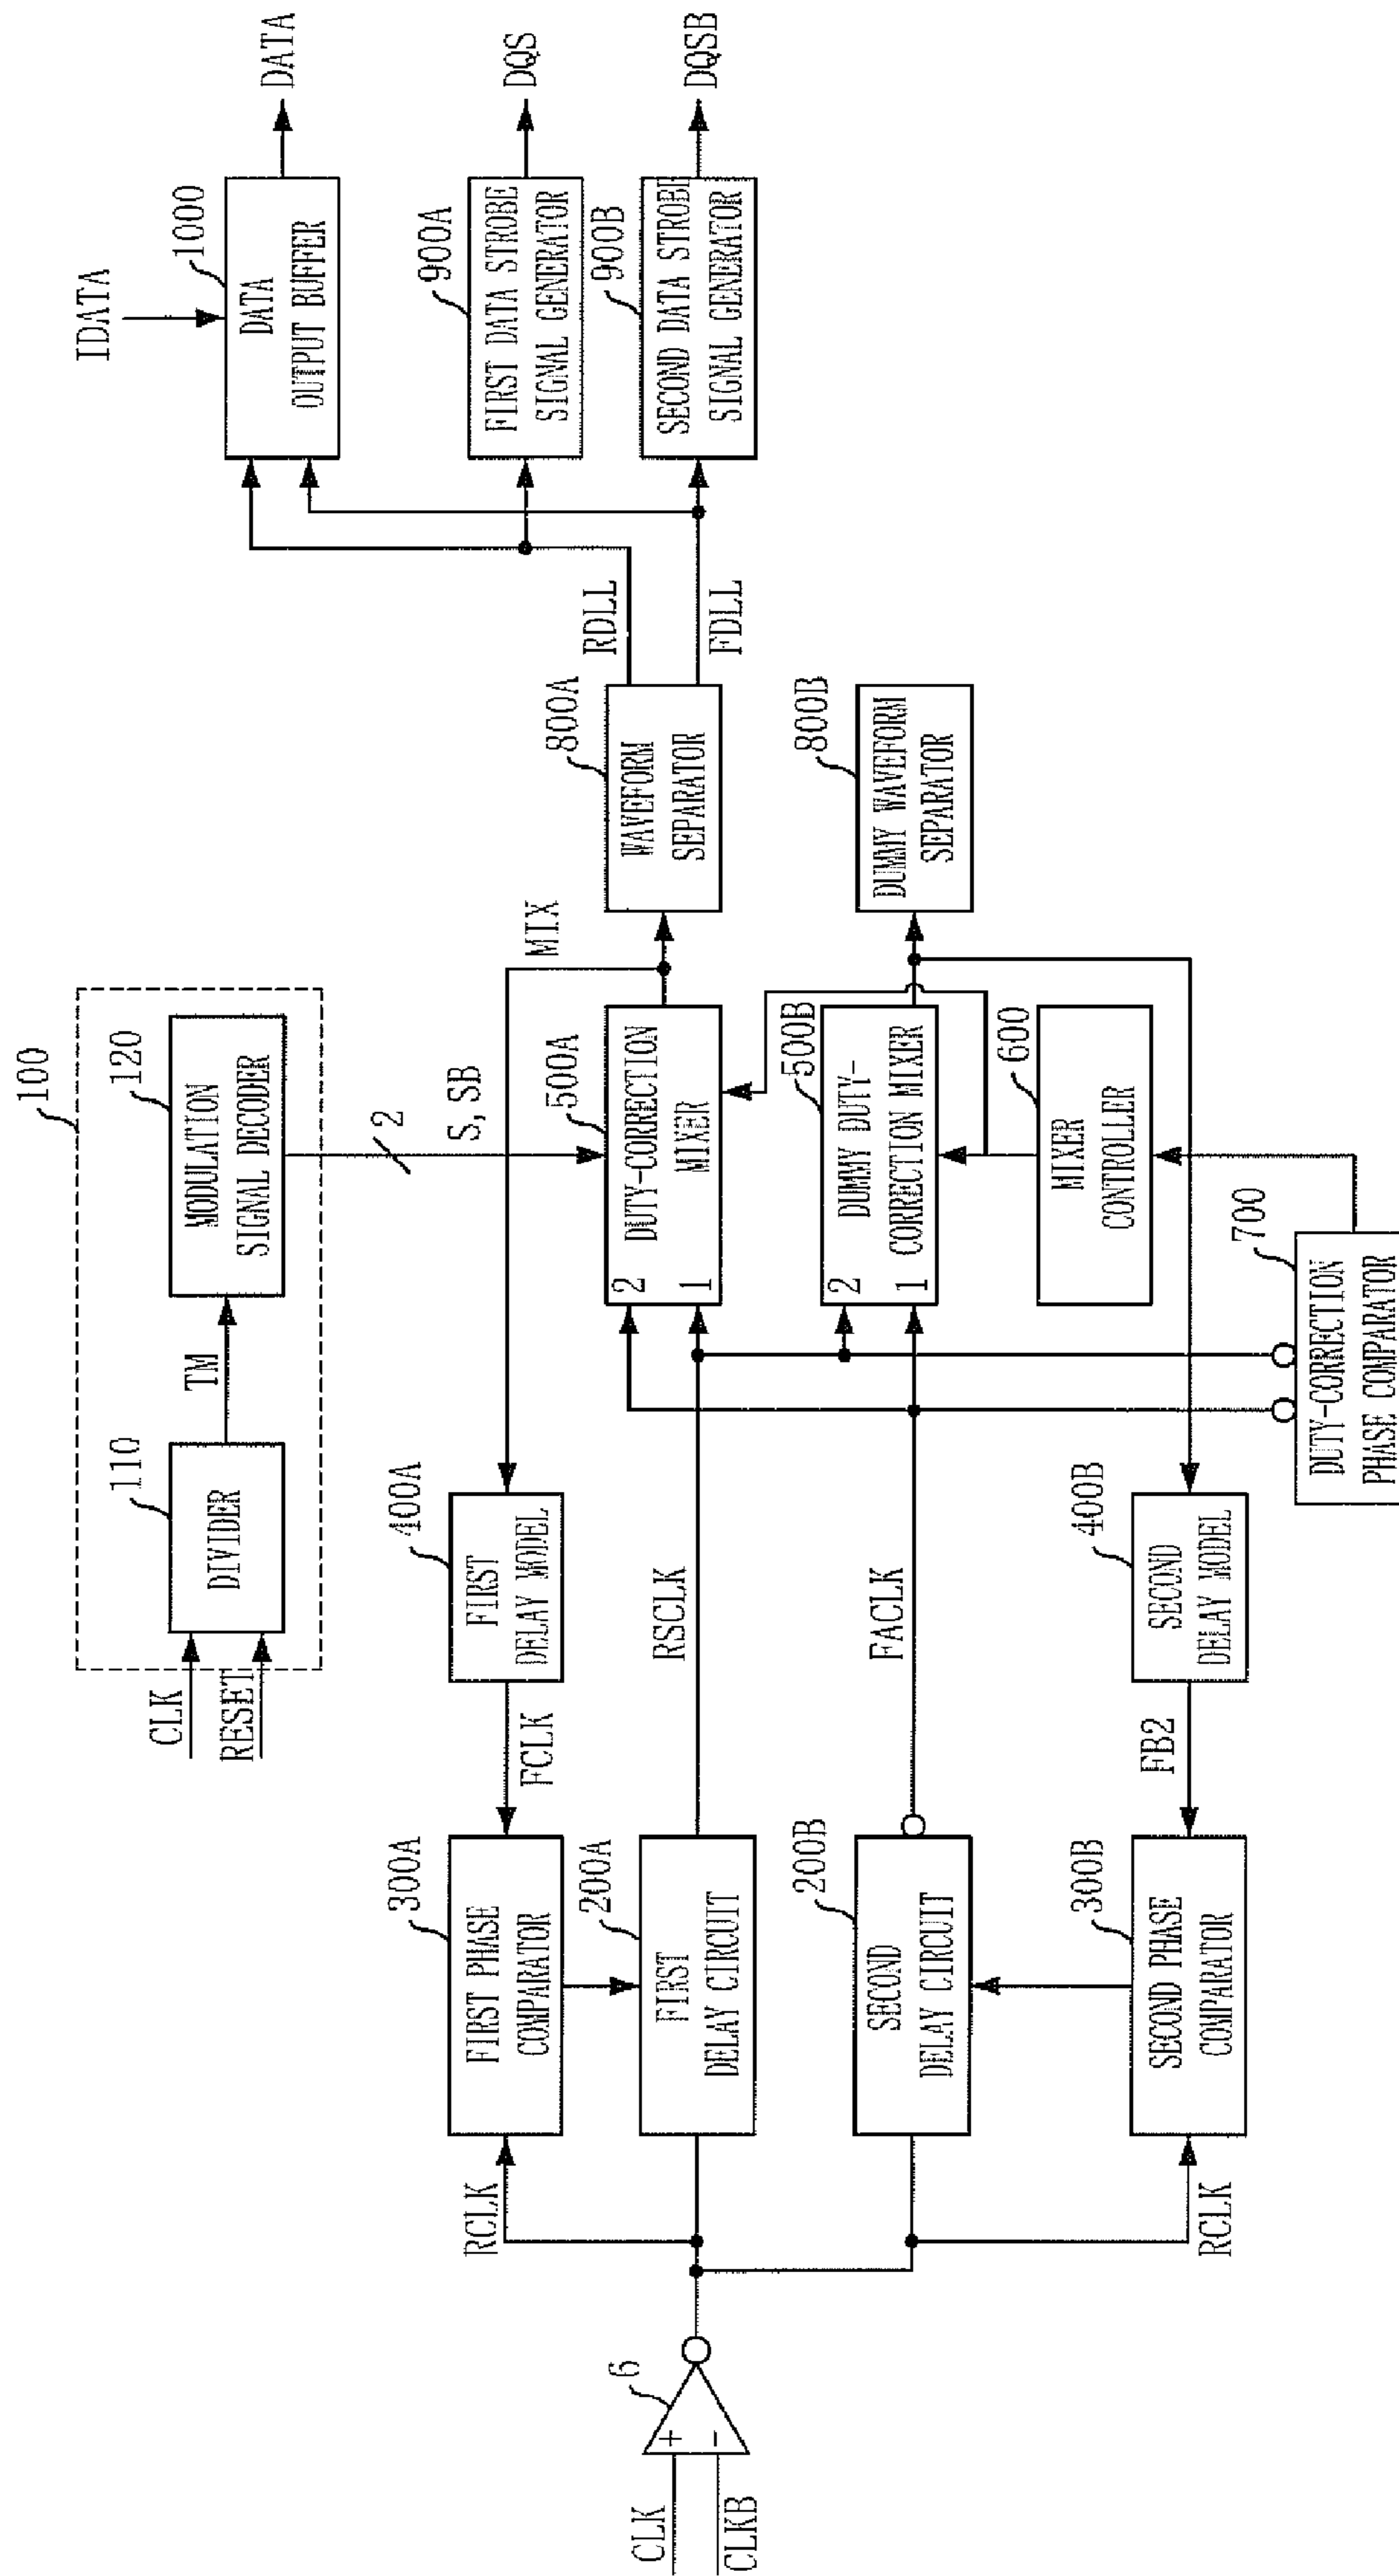 100
110
120
CLK
RESET
DIVIDER
TM
MODULATION
SIGNAL DECODER
2
S, SB
IDATA
1000
DATA
OUTPUT BUFFER
DATA
300A
FIRST PHASE
COMPARATOR
RCLK
FCLK
400A
FIRST
DELAY MODEL
MIX
900A
FIRST DATA STROBE
SIGNAL GENERATOR
DQS
6
CLK
CLKB
+
-
200A
FIRST
DELAY CIRCUIT
RSCLK
500A
2
1
DUTY-CORRECTION
MIXER
800A
WAVEFORM
SEPARATOR
RDLL
FDLL
900B
SECOND DATA STROBE
SIGNAL GENERATOR
DQSB
200B
SECOND
DELAY CIRCUIT
FACLK
500B
2
1
DUMMY DUTY-
CORRECTION MIXER
800B
DUMMY WAVEFORM
SEPARATOR
RCLK
300B
SECOND PHASE
COMPARATOR
FB2
400B
SECOND
DELAY MODEL
600
MIXER
CONTROLLER
700
DUTY-CORRECTION
PHASE COMPARATOR